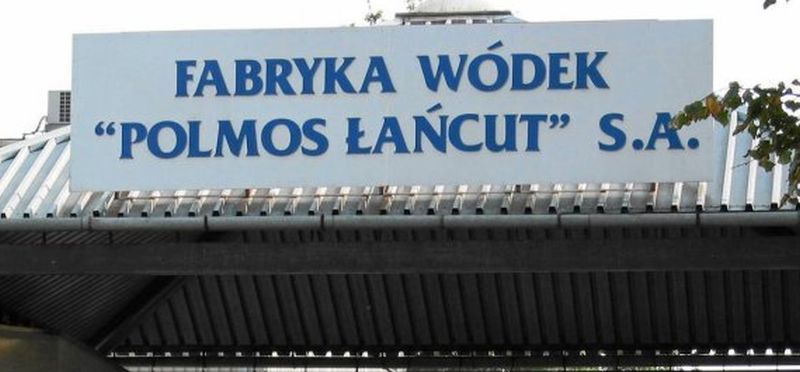 FABRYKA WÓDEK
“POLMOS ŁAŃCUT” S.A.